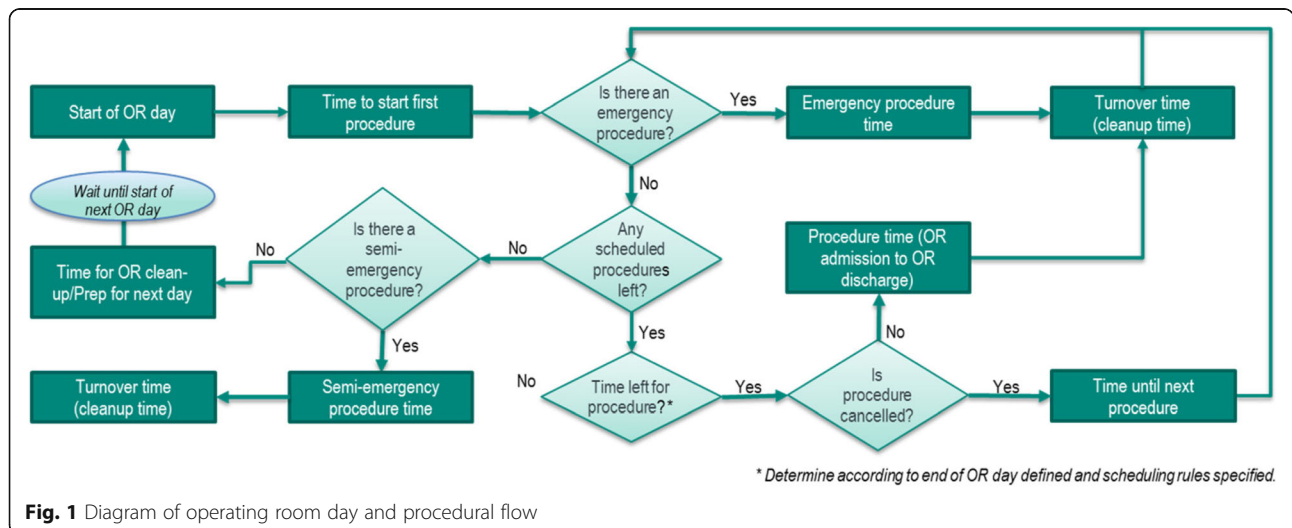 Start of OR day
Time to start first
procedure
Is there an
emergency
procedure?
Yes
Emergency procedure
time
Turnover time
(cleanup time)
No
Wait until start of
next OR day
Time for OR clean-
up/Prep for next day
No
Is there a
semi-
emergency
procedure?
No
Any
scheduled
procedures
left?
Procedure time (OR
admission to OR
discharge)
Yes
Yes
No
Turnover time
(cleanup time)
Semi-emergency
procedure time
No
Time left for
procedure?*
Yes
Is
procedure
cancelled?
Yes
Time until next
procedure
* Determine according to end of OR day defined and scheduling rules specified.
Fig. 1 Diagram of operating room day and procedural flow